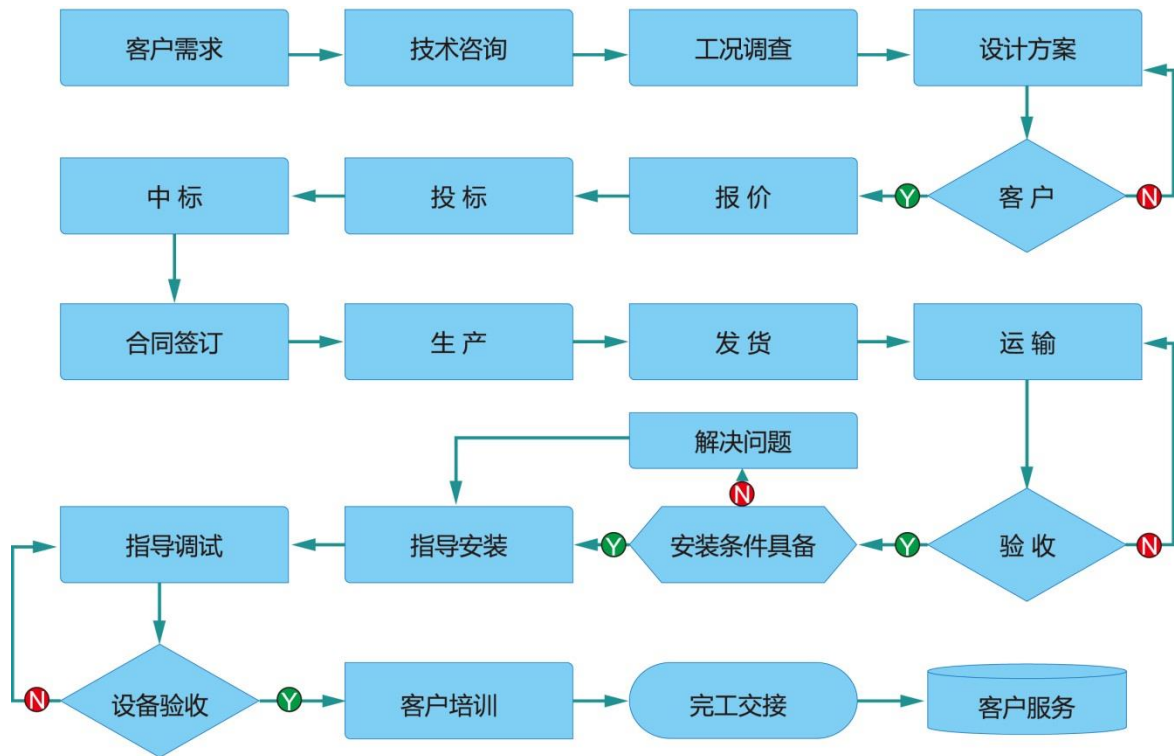 客户需求
技术咨询
工况调查
设计方案
中 标
投 标
报 价
Y
客 户
N
合同签订
生 产
发 货
运 输
解决问题
N
指导调试
指导安装
Y
安装条件具备
Y
验 收
N
N
设备验收
Y
客户培训
完工交接
客户服务